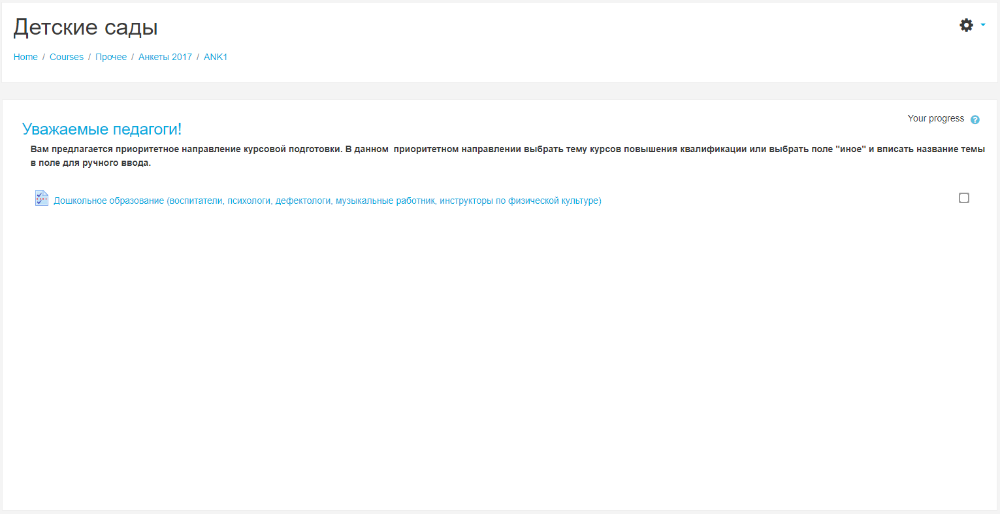 Детские сады
Home / Courses / Прочее / Анкеты 2017 / ANK1
Your progress
Уважаемые педагоги!
Вам предлагается приоритетное направление курсовой подготовки. В данном приоритетном направлении выбрать тему курсов повышения квалификации или выбрать поле "иное" и вписать название темы
в поле для ручного ввода.
Дошкольное образование (воспитатели, психологи, дефектологи, музыкальные работник, инструкторы по физической культуре)